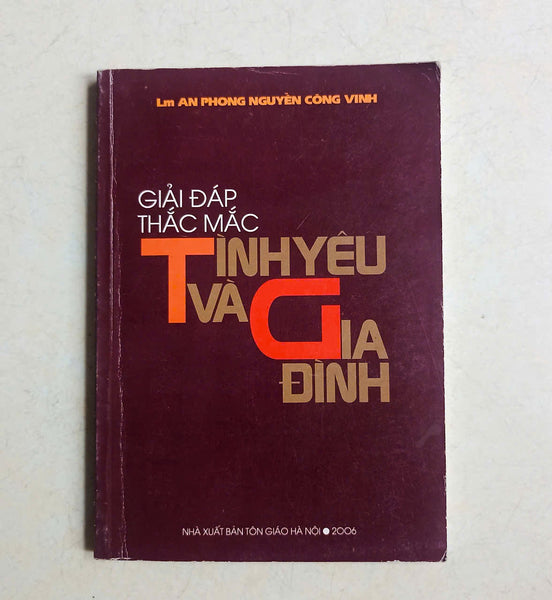 Lm AN PHONG NGUYỄN CÔNG VINH
GIẢI ĐÁP
THẮC MẮC
TÌNH YÊU
VÀ GIA
ĐÌNH
NHÀ XUẤT BẢN TÔN GIÁO HÀ NỘI ● 2006